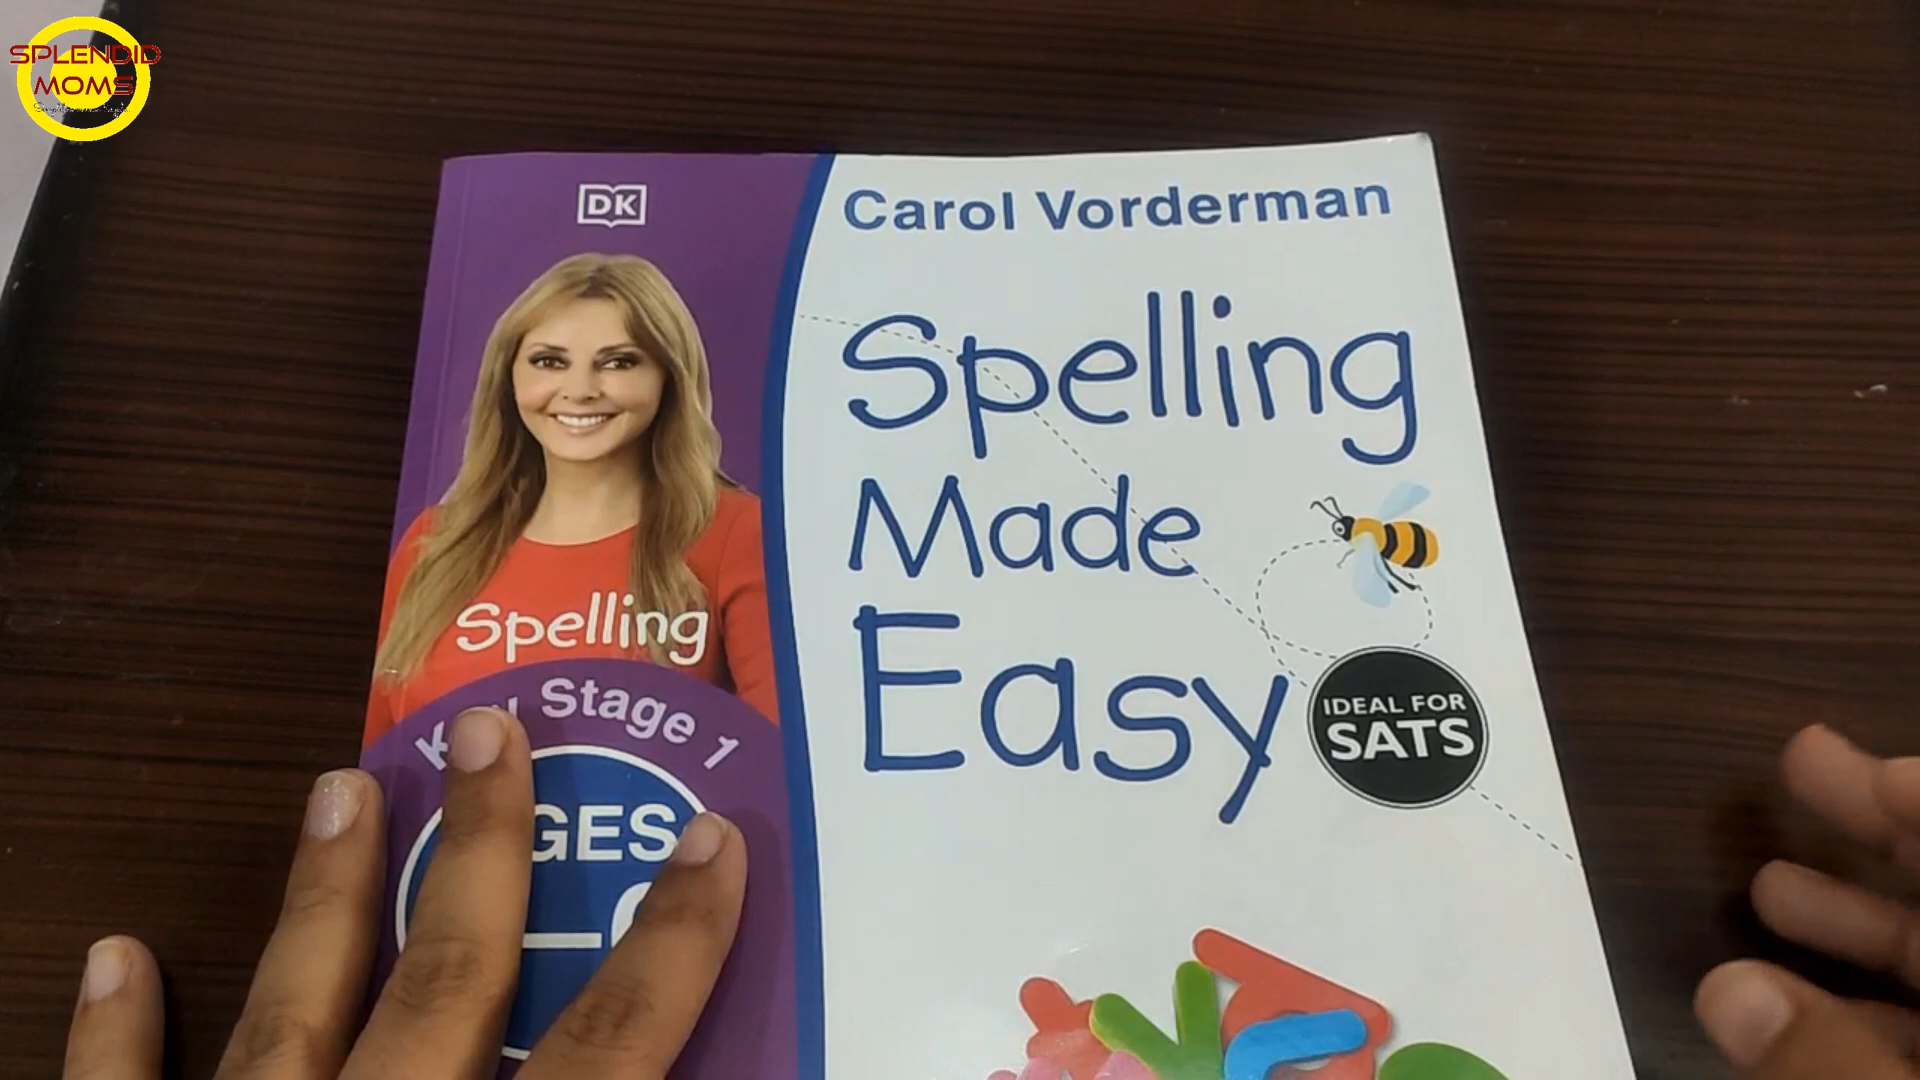 SPLENDID
MOMS
DK
Carol Vorderman
Spelling
Made
Easy
IDEAL FOR
SATS
Spelling
Stage 1